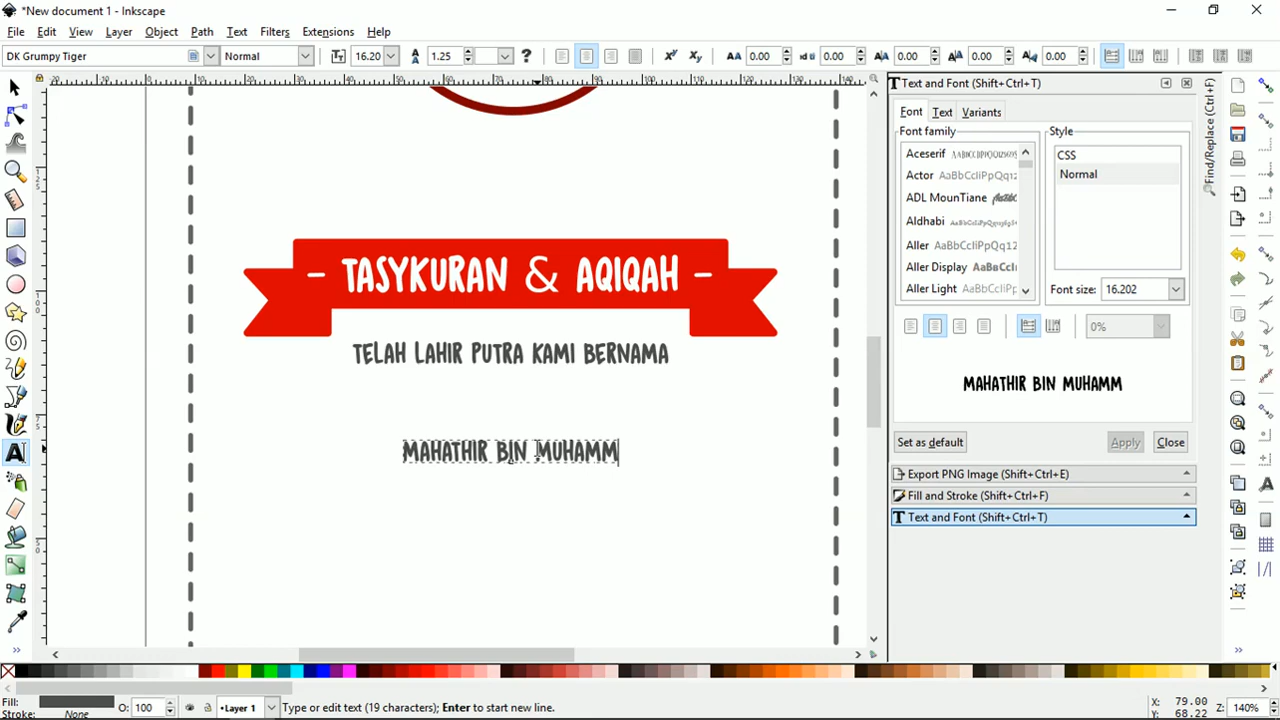 *New document 1 - Inkscape
File Edit View Layer Object Path Text Filters Extensions Help
DK Grumpy Tiger Normal 16.20 1.25 0.00 0.00 0.00 0.00 0.00
Text and Font (Shift+Ctrl+T)
Find/Replace (Ctrl+F)
Font Text Variants
Font family Style
Aceserif
CSS
Actor AaBbCcIiPpQq12
Normal
ADL MounTiane
Aldhabi
Aller AaBbCcIiPpQq12
Aller Display AaBbCcI
Aller Light AaBbCcIiPpQq
Font size: 16.202
0%
MAHATHIR BIN MUHAMM
Set as default Apply Close
Export PNG Image (Shift+Ctrl+E)
Fill and Stroke (Shift+Ctrl+F)
Text and Font (Shift+Ctrl+T)
- TASYKURAN & AQIQAH -
TELAH LAHIR PUTRA KAMI BERNAMA
MAHATHIR BIN MUHAMM
Fill:
Stroke: None
O: 100
Layer 1
Type or edit text (19 characters); Enter to start new line.
X: 79.00
Y: 68.22
Z: 140%